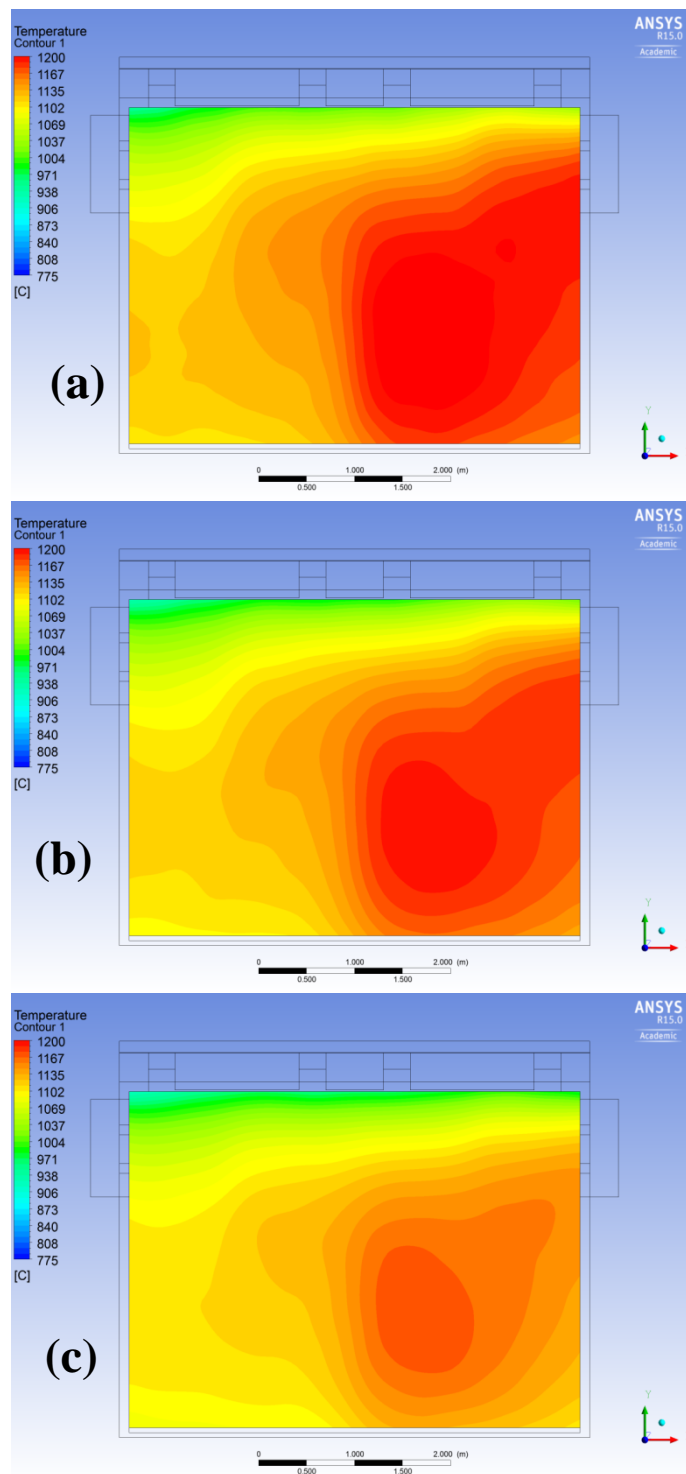 Temperature
Contour 1
1200
1167
1135
1102
1069
1037
1004
971
938
906
873
840
808
775
[C]
ANSYS
R15.0
Academic
(a)
Y
0
1.000
2.000 (m)
0.500
1.500
Temperature
Contour 1
1200
1167
1135
1102
1069
1037
1004
971
938
906
873
840
808
775
[C]
ANSYS
R15.0
Academic
(b)
Y
0
1.000
2.000 (m)
0.500
1.500
Temperature
Contour 1
1200
1167
1135
1102
1069
1037
1004
971
938
906
873
840
808
775
[C]
ANSYS
R15.0
Academic
(c)
Y
0
1.000
2.000 (m)
0.500
1.500